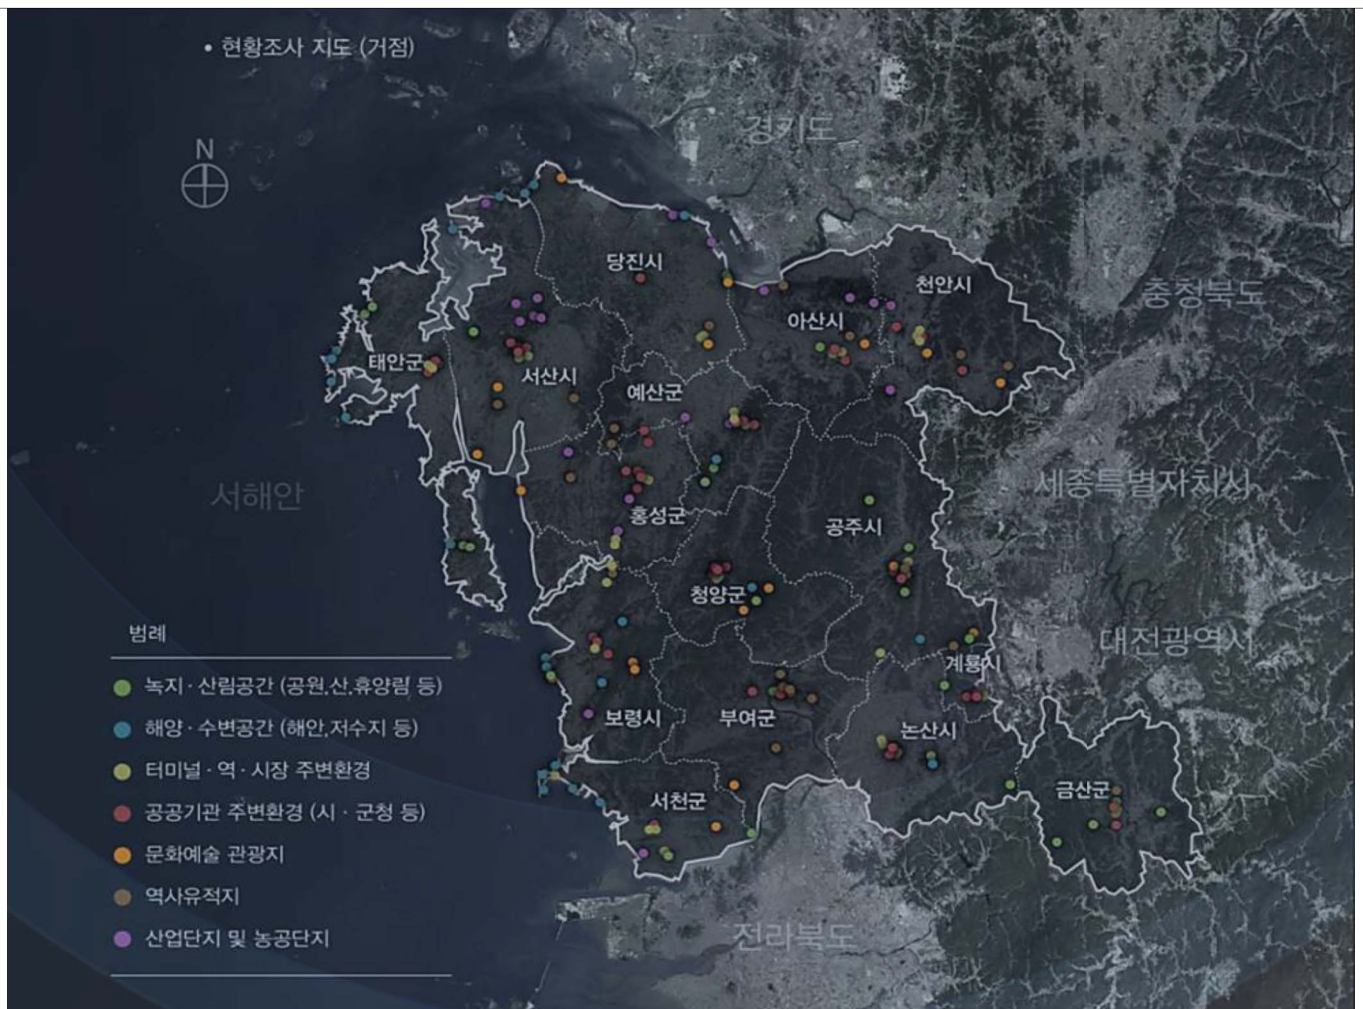 • 현황조사 지도 (거점)
N
경기도
당진시
천안시
충청북도
아산시
태안군
서산시
예산군
세종특별자치시
서해안
홍성군
공주시
청양군
범례
대전광역시
계룡시
녹지·산림공간 (공원,산,휴양림 등)
해양·수변공간 (해안,저수지 등)
터미널·역·시장 주변환경
공공기관 주변환경 (시·군청 등)
문화예술 관광지
역사유적지
산업단지 및 농공단지
보령시
부여군
논산시
서천군
금산군
전라북도